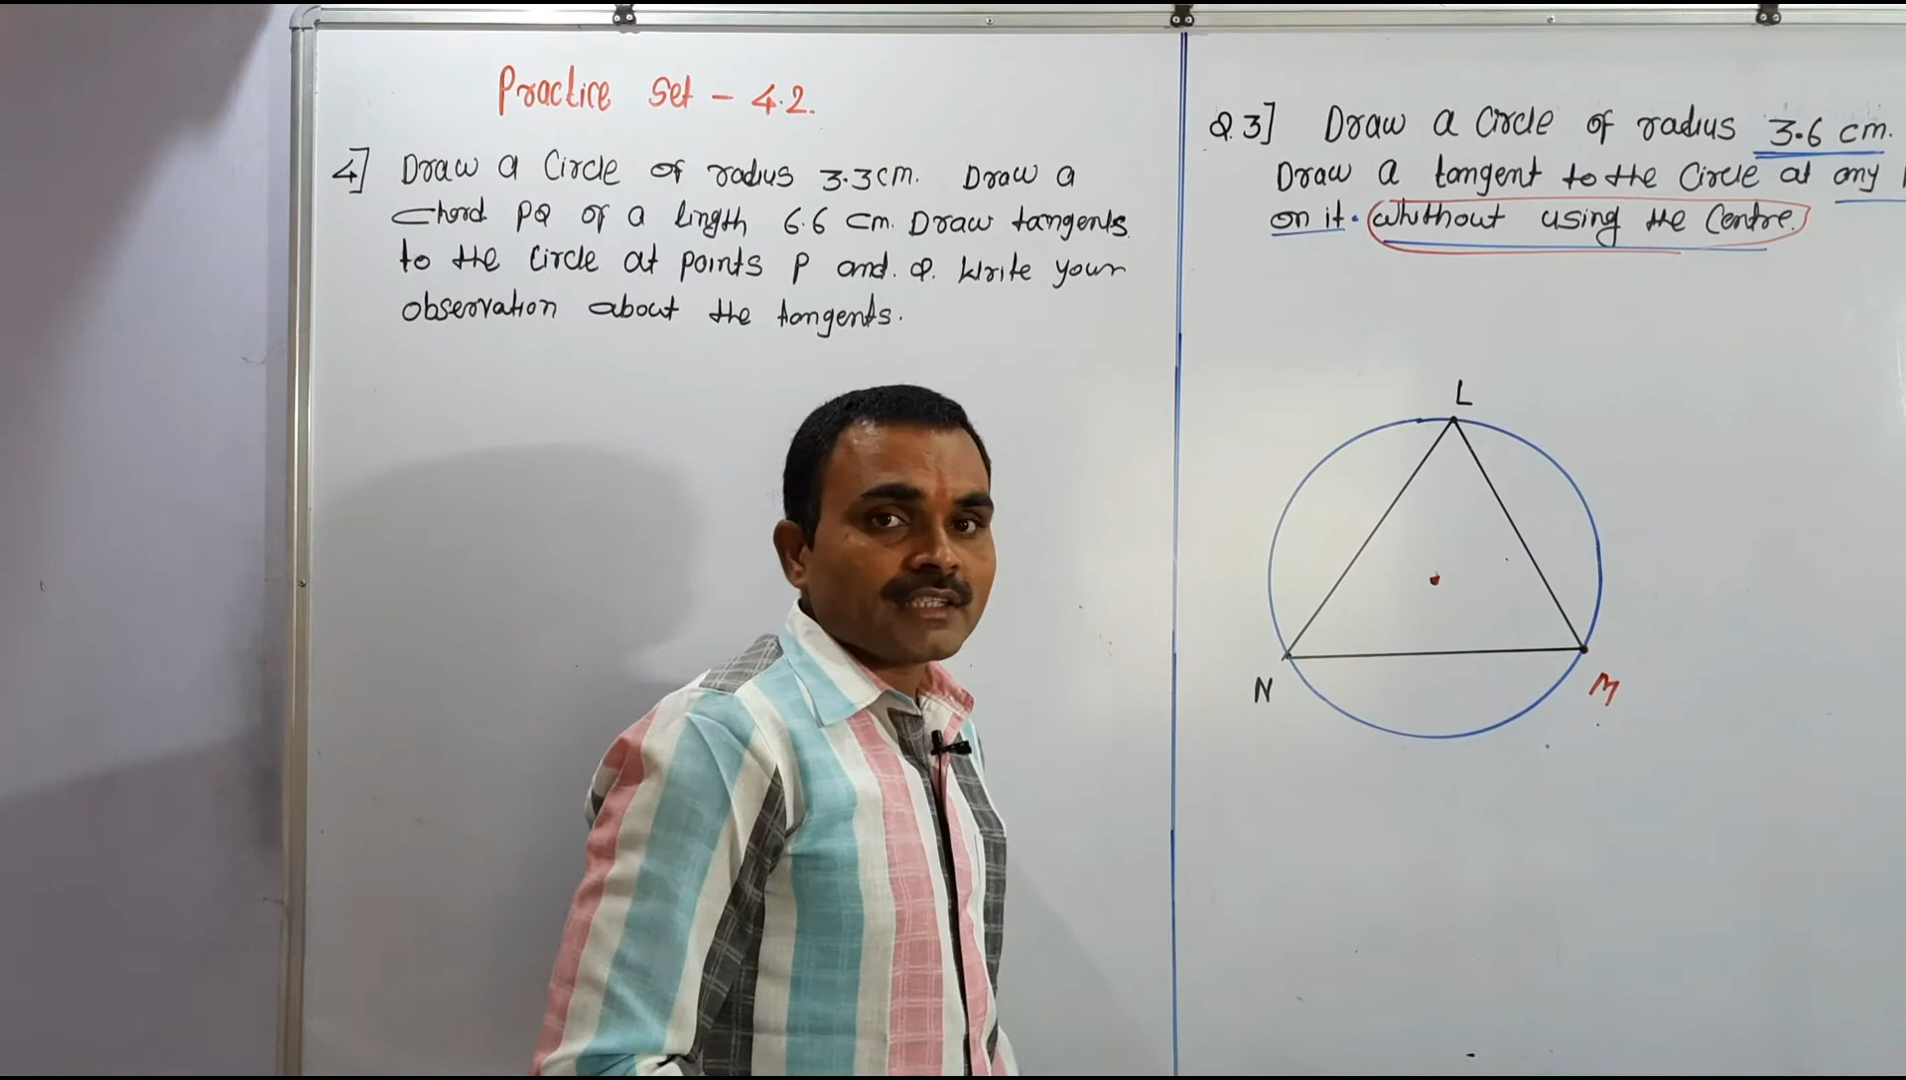 Practice Set - 4.2.
4] Draw a Circle of radius 3.3cm. Draw a
Chord PQ of a lingth 6.6 cm. Draw tangents
to the Circle at points P and. Q. Write your
observation about the tangents.
Q.3] Draw a Circle of radius 3.6 cm.
Draw a tangent to the Circle at any
on it. whithout using the Centre.
L
N
M